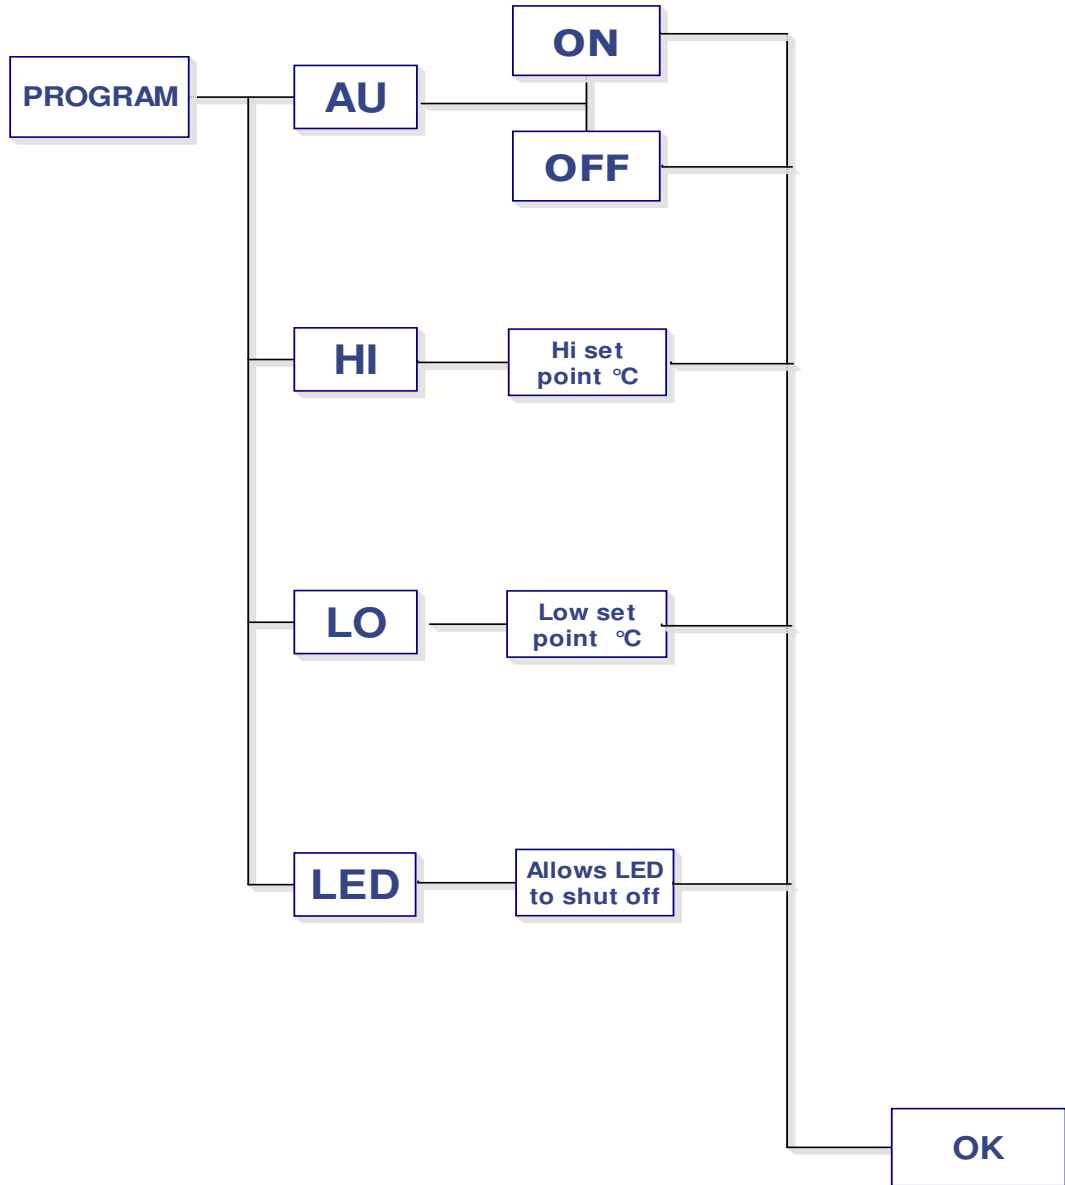 PROGRAM
AU
ON
OFF
HI
Hi set
point °C
LO
Low set
point °C
LED
Allows LED
to shut off
OK